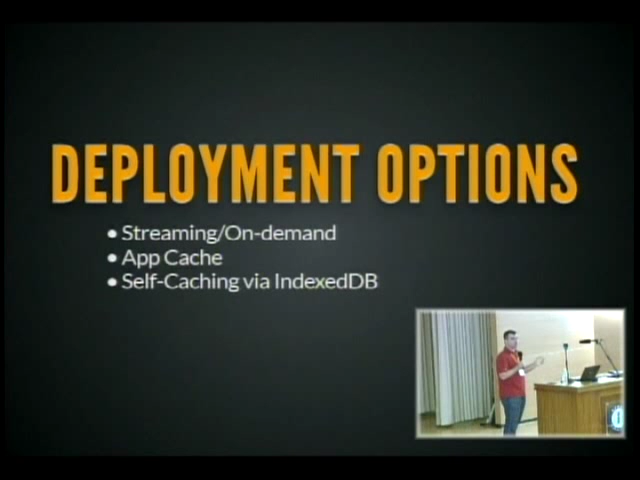 DEPLOYMENT OPTIONS
• Streaming/On-demand
• App Cache
• Self-Caching via IndexedDB